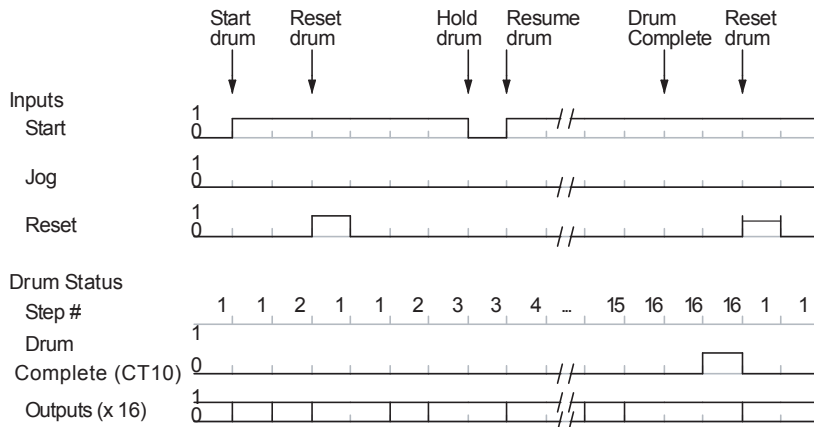 Start drum
Reset drum
Hold drum
Resume drum
Drum Complete
Reset drum
Inputs
1
Start
0
1
Jog
0
1
Reset
0
Drum Status
Step # 1 1 2 1 1 2 3 3 4 ... 15 16 16 16 1 1
1
Drum
Complete (CT10)
0
Outputs (x 16)
1
0